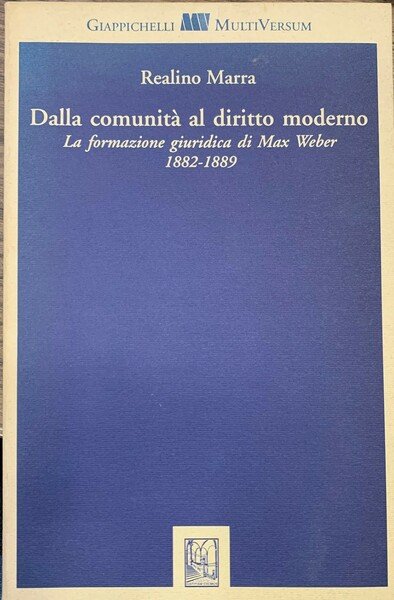 GIAPPICHELLI MULTIVERSUM
Realino Marra
Dalla comunità al diritto moderno
La formazione giuridica di Max Weber
1882-1889